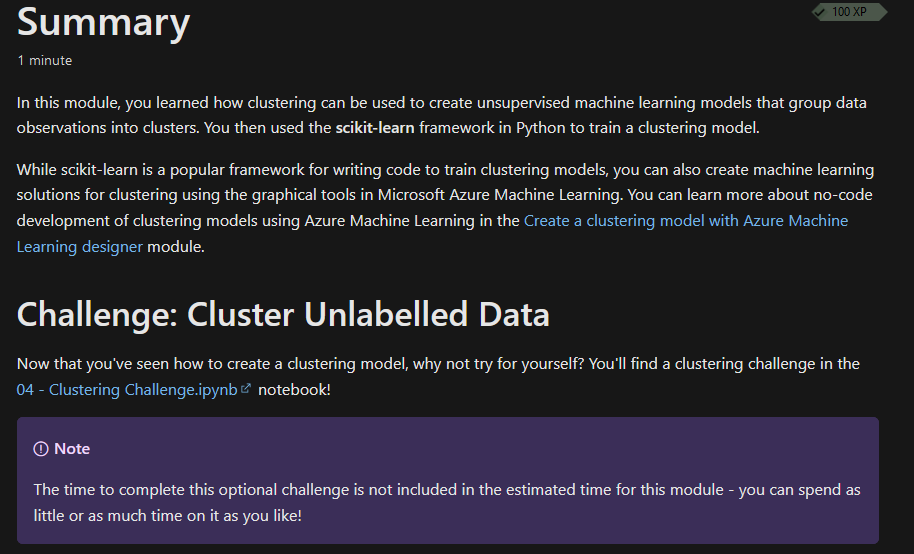 Summary
100 XP
1 minute
In this module, you learned how clustering can be used to create unsupervised machine learning models that group data
observations into clusters. You then used the scikit-learn framework in Python to train a clustering model.
While scikit-learn is a popular framework for writing code to train clustering models, you can also create machine learning
solutions for clustering using the graphical tools in Microsoft Azure Machine Learning. You can learn more about no-code
development of clustering models using Azure Machine Learning in the Create a clustering model with Azure Machine
Learning designer module.
Challenge: Cluster Unlabelled Data
Now that you've seen how to create a clustering model, why not try for yourself? You'll find a clustering challenge in the
04 - Clustering Challenge.ipynb notebook!
Note
The time to complete this optional challenge is not included in the estimated time for this module - you can spend as
little or as much time on it as you like!